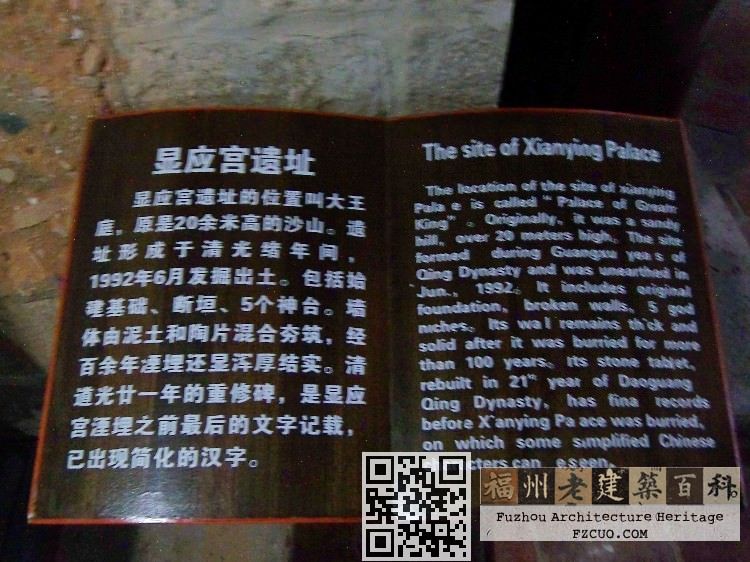 显应宫遗址
显应宫遗址的位置叫大王
庭，原是20余米高的沙山。遗
址形成于清光绪年间，
1992年6月发掘出土。包括始
建基础、断垣、5个神台。墙
体由泥土和陶片混合夯筑，经
百余年湮埋还显浑厚结实。清
道光廿一年的重修碑，是显应
宫湮埋之前最后的文字记载，
已出现简化的汉字。
The site of Xianying Palace
The location of the site of xianying
Pala e is called " Palace of Great
King" 。Originally, it was a sandy
hill, over 20 meters high. The site
formed during Guangxu yea s of
Qing Dynasty and was unearthed in
Jun., 1992。It includes original
foundation, broken walls, 5 god
niches. Its wa l remains th ck and
solid after it was burried for more
than 100 years. Its stone tablet,
rebuilt in 21st year of Daoguang
Qing Dynasty, has fina records
before X anying Pa ace was burried,
on which some simplified Chinese
cters can e seen.
福州老建築百科
Fuzhou Architecture Heritage
FZCUO.COM